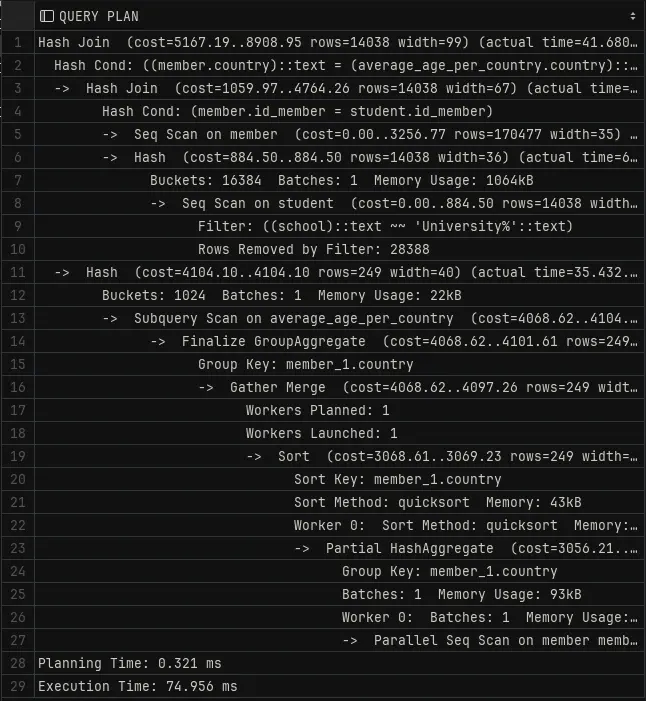 QUERY PLAN
1 Hash Join (cost=5167.19..8908.95 rows=14038 width=99) (actual time=41.680…
2 Hash Cond: ((member.country)::text = (average_age_per_country.country)::…
3 -> Hash Join (cost=1059.97..4764.26 rows=14038 width=67) (actual time=…
4 Hash Cond: (member.id_member = student.id_member)
5 -> Seq Scan on member (cost=0.00..3256.77 rows=170477 width=35) …
6 -> Hash (cost=884.50..884.50 rows=14038 width=36) (actual time=6…
7 Buckets: 16384 Batches: 1 Memory Usage: 1064kB
8 -> Seq Scan on student (cost=0.00..884.50 rows=14038 width…
9 Filter: ((school)::text ~~ 'University%'::text)
10 Rows Removed by Filter: 28388
11 -> Hash (cost=4104.10..4104.10 rows=249 width=40) (actual time=35.432.…
12 Buckets: 1024 Batches: 1 Memory Usage: 22kB
13 -> Subquery Scan on average_age_per_country (cost=4068.62..4104.…
14 -> Finalize GroupAggregate (cost=4068.62..4101.61 rows=249…
15 Group Key: member_1.country
16 -> Gather Merge (cost=4068.62..4097.26 rows=249 widt…
17 Workers Planned: 1
18 Workers Launched: 1
19 -> Sort (cost=3068.61..3069.23 rows=249 width=…
20 Sort Key: member_1.country
21 Sort Method: quicksort Memory: 43kB
22 Worker 0: Sort Method: quicksort Memory:…
23 -> Partial HashAggregate (cost=3056.21..…
24 Group Key: member_1.country
25 Batches: 1 Memory Usage: 93kB
26 Worker 0: Batches: 1 Memory Usage:…
27 -> Parallel Seq Scan on member memb…
28 Planning Time: 0.321 ms
29 Execution Time: 74.956 ms